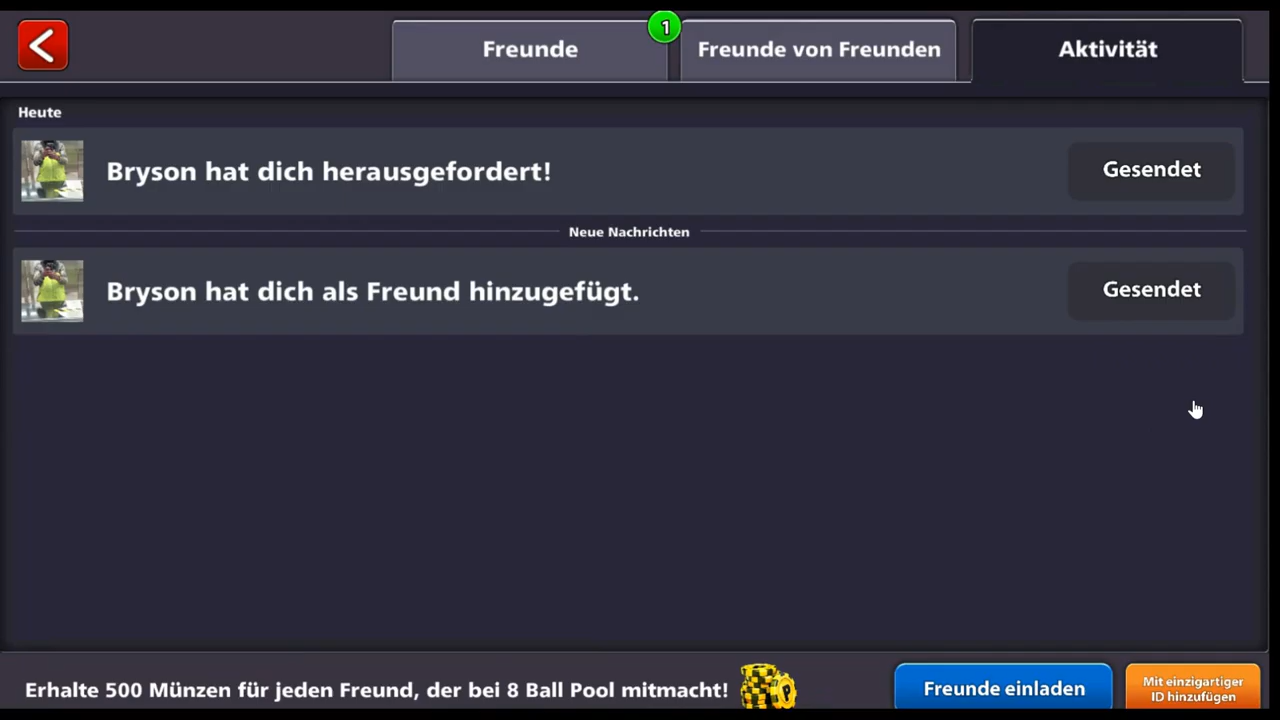 Freunde
1
Freunde von Freunden
Aktivität
Heute
Bryson hat dich herausgefordert!
Gesendet
Neue Nachrichten
Bryson hat dich als Freund hinzugefügt.
Gesendet
Erhalte 500 Münzen für jeden Freund, der bei 8 Ball Pool mitmacht!
P
Freunde einladen
Mit einzigartiger
ID hinzufügen